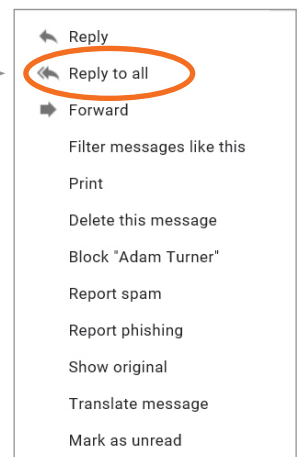 Reply
Reply to all
Forward
Filter messages like this
Print
Delete this message
Block "Adam Turner"
Report spam
Report phishing
Show original
Translate message
Mark as unread